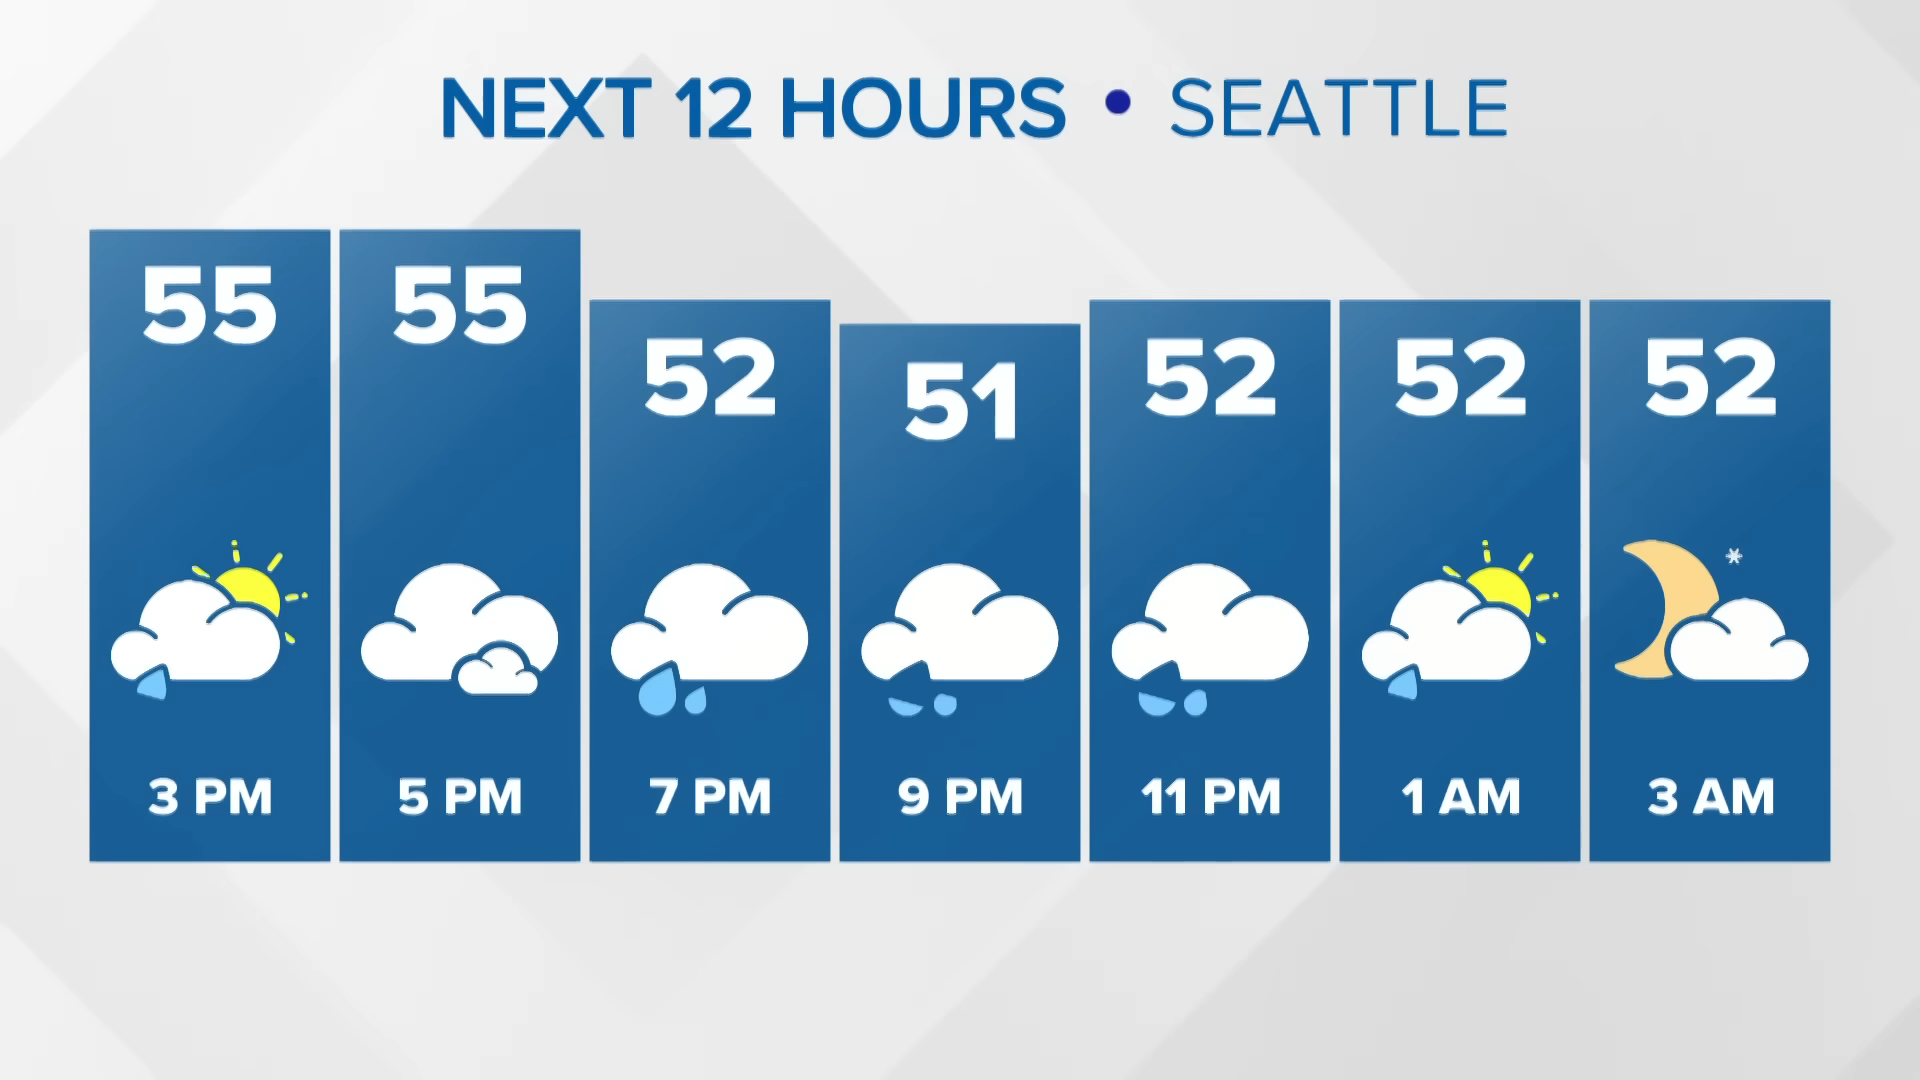 NEXT 12 HOURS • SEATTLE
55 55 52 51 52 52 52
3 PM 5 PM 7 PM 9 PM 11 PM 1 AM 3 AM